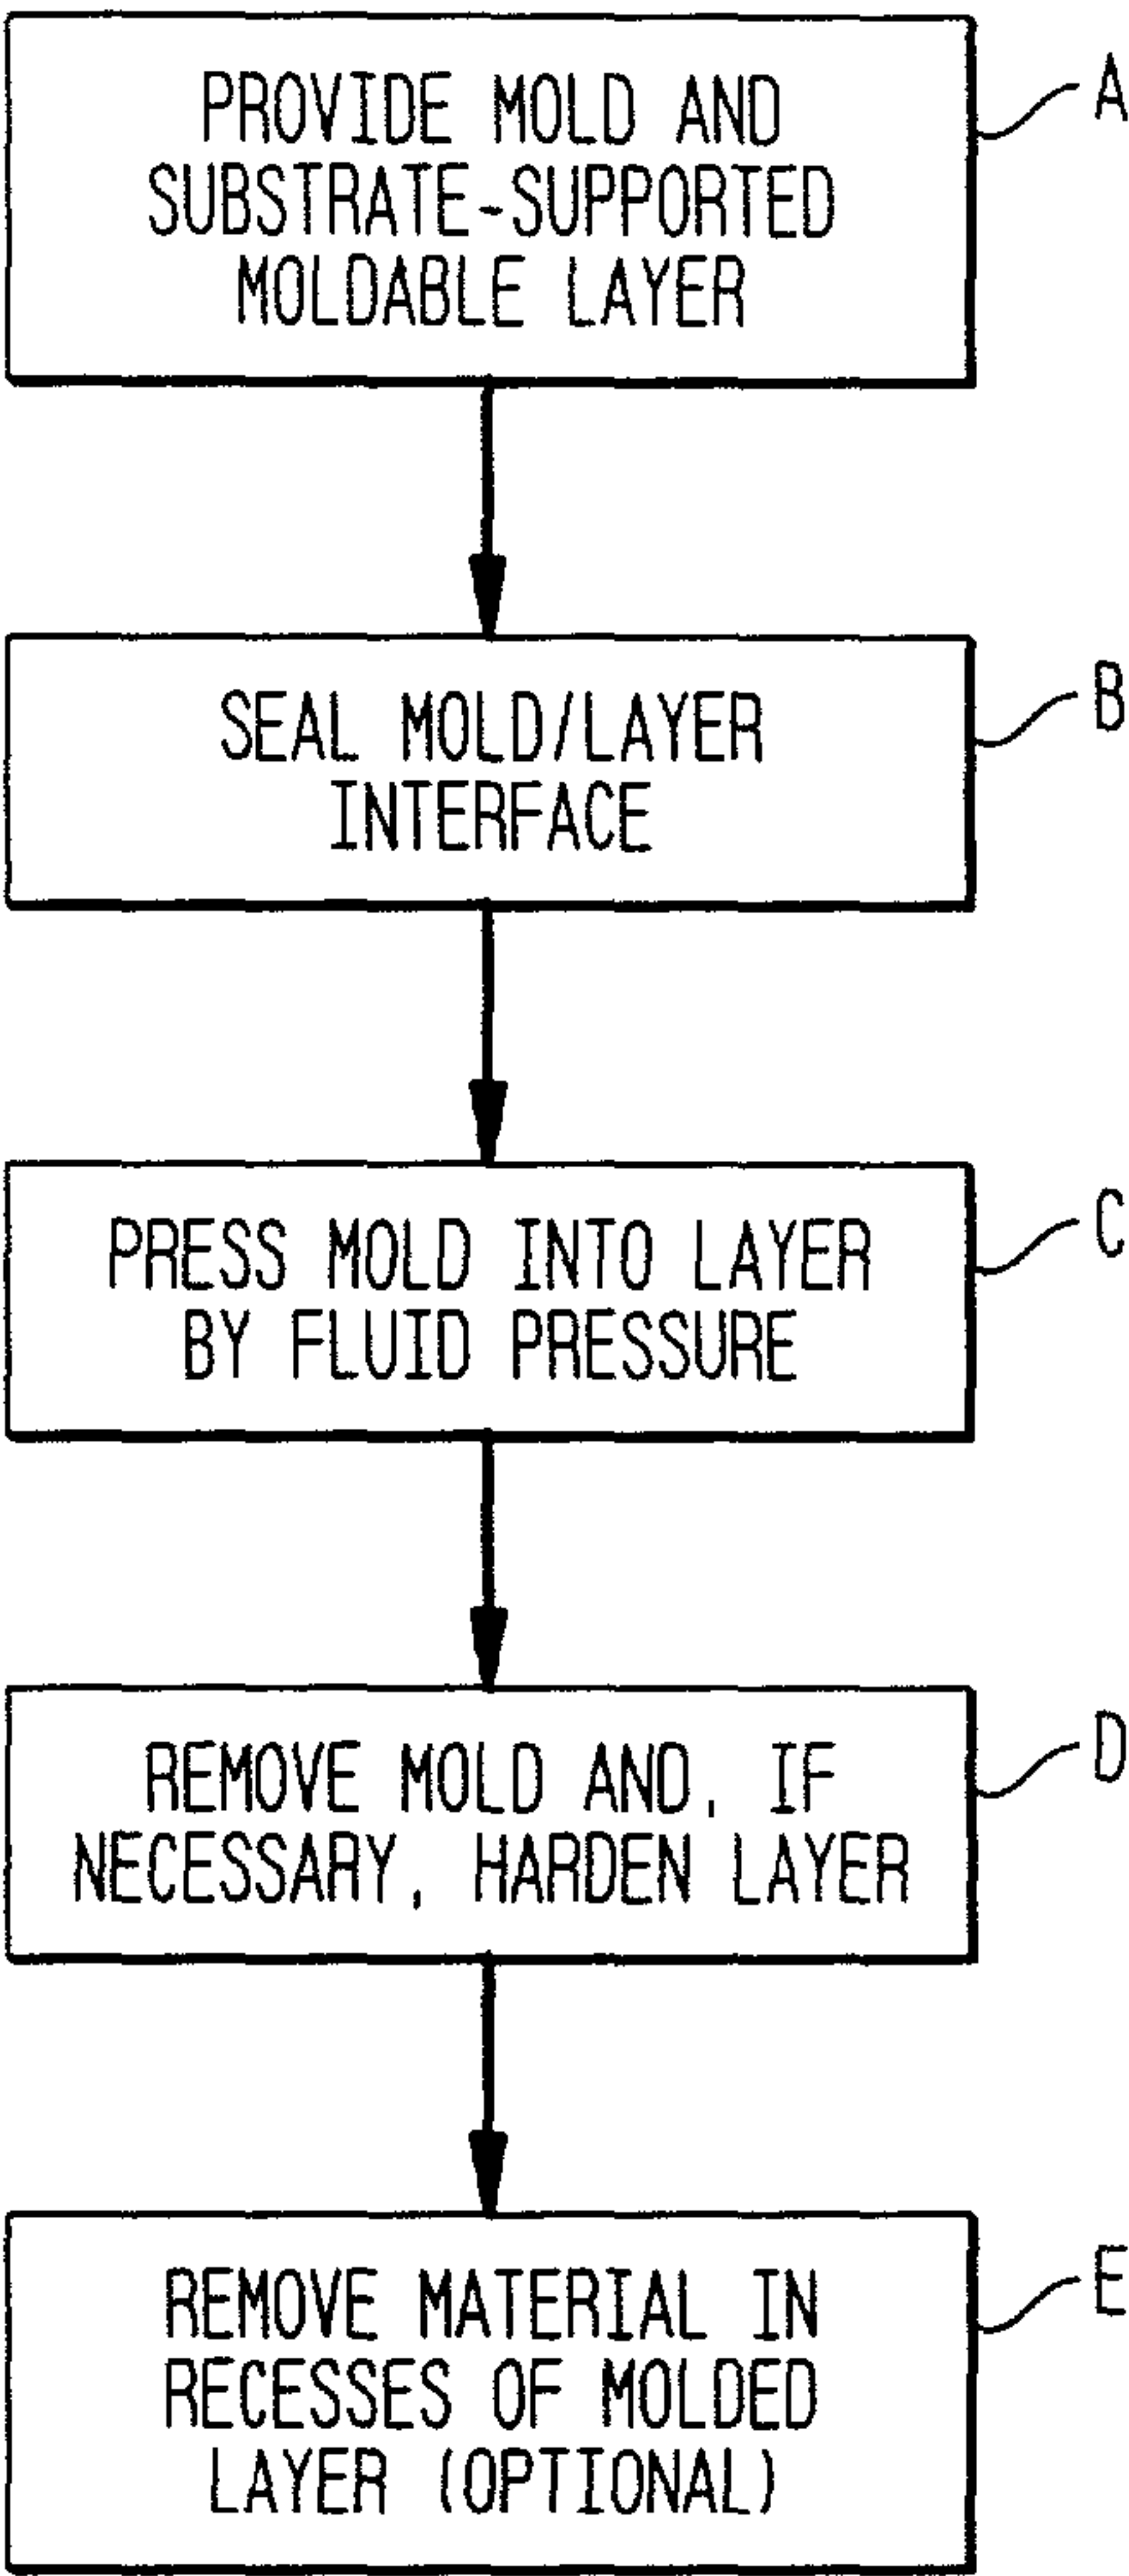 PROVIDE MOLD AND
SUBSTRATE-SUPPORTED
MOLDABLE LAYER
A
SEAL MOLD/LAYER
INTERFACE
B
PRESS MOLD INTO LAYER
BY FLUID PRESSURE
C
REMOVE MOLD AND, IF
NECESSARY, HARDEN LAYER
D
REMOVE MATERIAL IN
RECESSES OF MOLDED
LAYER (OPTIONAL)
E